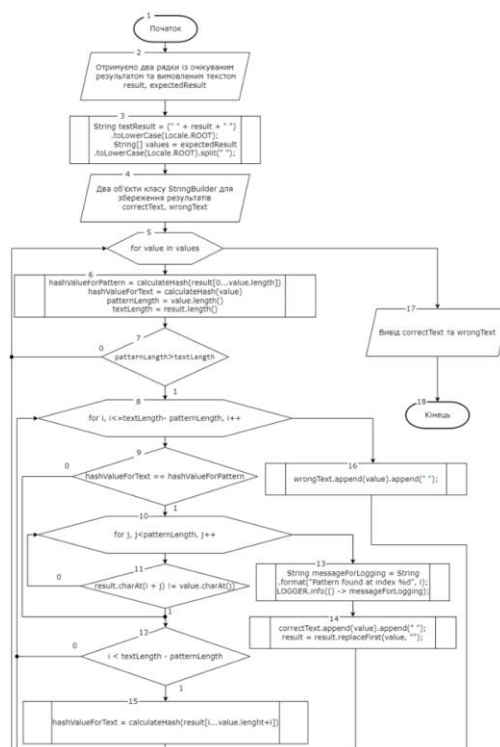 1
Початок
2
Отримуємо два рядки із очікуваним
результатом та вимовленим текстом
result, expectedResult
3
String testResult = (" " + result + " ")
.toLowerCase(Locale.ROOT);
String[] values = expectedResult
.toLowerCase(Locale.ROOT).split(" ");
4
Два об'єкти класу StringBuilder для
збереження результатів
correctText, wrongText
5
for value in values
6
hashValueForPattern = calculateHash(result[0...value.length])
hashValueForText = calculateHash(value)
patternLength = value.length()
textLength = result.length()
17
Вивід correctText та wrongText
7
0
patternLength>textLength
1
18
Кінець
8
for i, i<=textLength- patternLength, i++
9
0
hashValueForText == hashValueForPattern
1
16
wrongText.append(value).append(" ");
10
for j, j<patternLength, j++
11
0
result.charAt(i + j) != value.charAt(j)
1
13
String messageForLogging = String
.format("Pattern found at index %d", i);
LOGGER.info(() -> messageForLogging);
13
0
i < textLength - patternLength
1
14
correctText.append(value).append(" ");
result = result.replaceFirst(value, "");
15
hashValueForText = calculateHash(result[i...value.lenght+i])